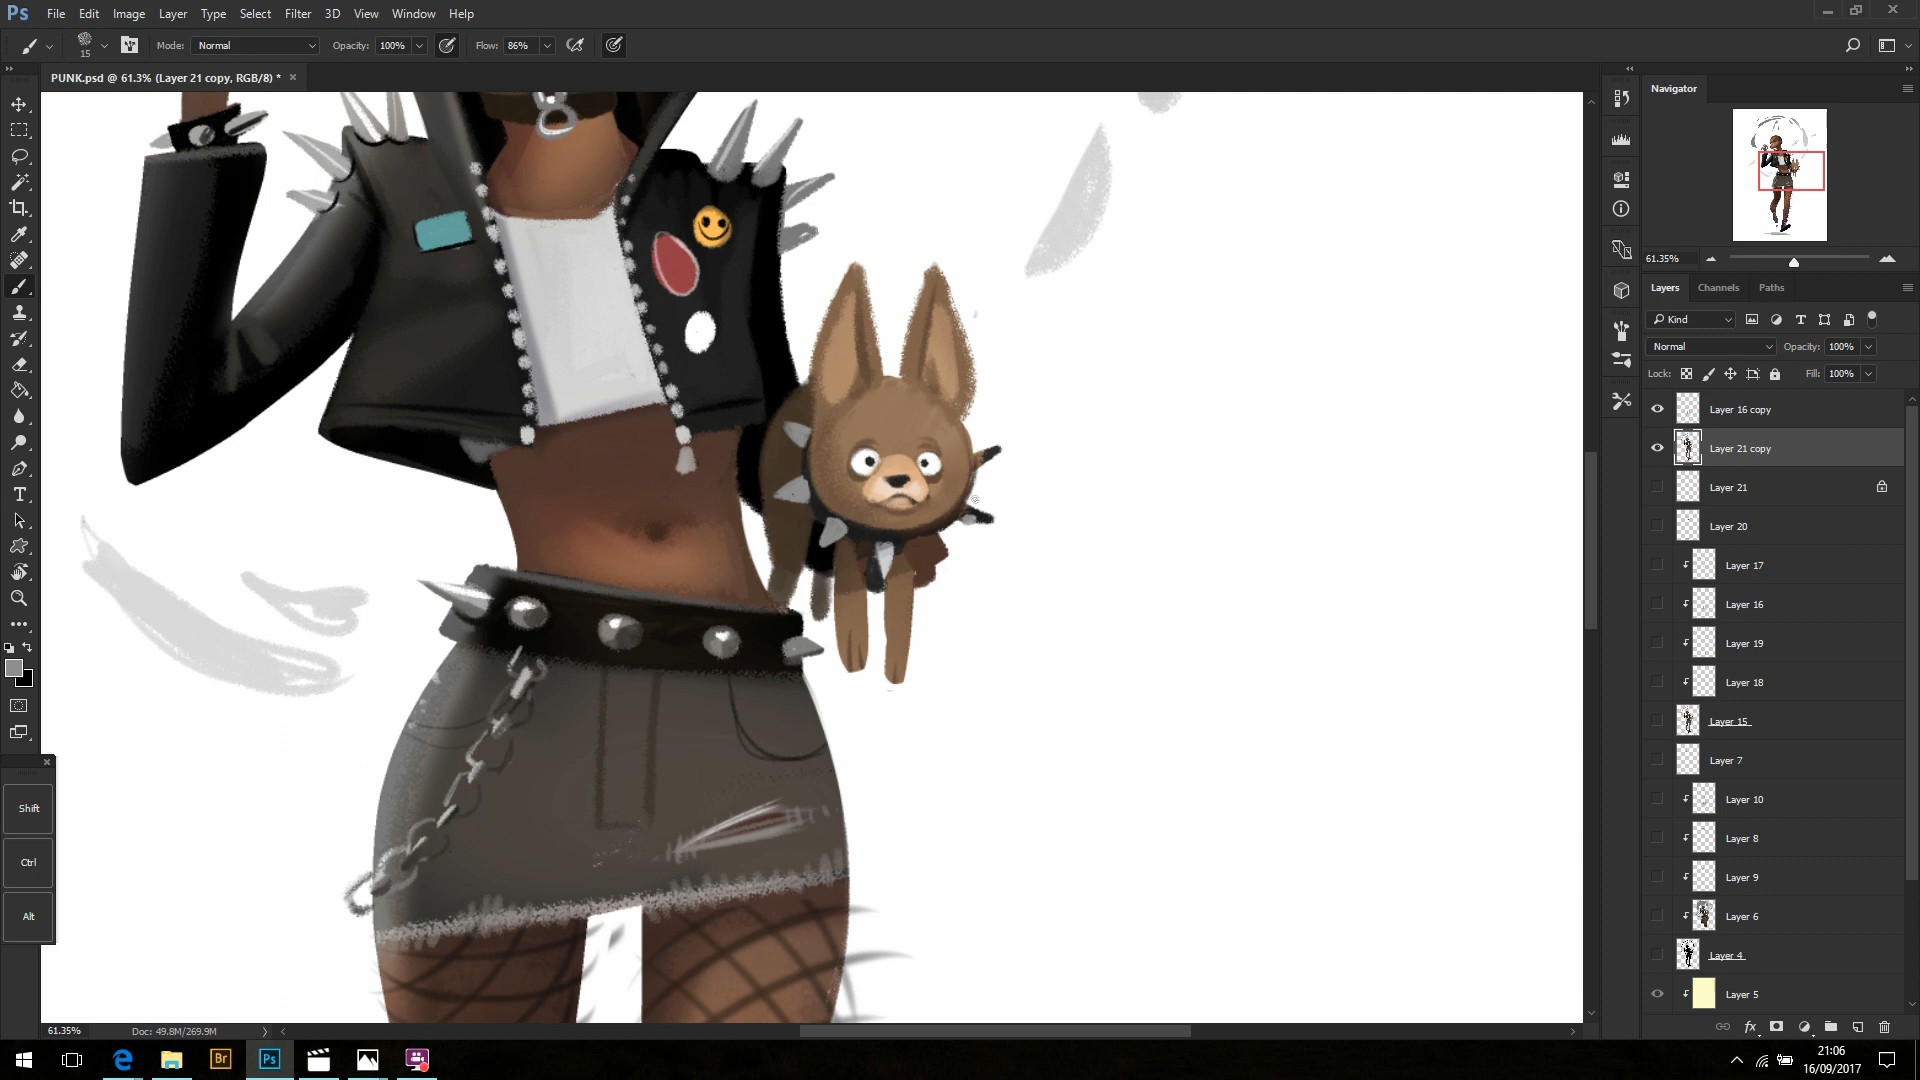 Ps File Edit Image Layer Type Select Filter 3D View Window Help
15 Mode: Normal Opacity: 100% Flow: 86%
PUNK.psd @ 61.3% (Layer 21 copy, RGB/8) *
Navigator
61.35%
Layers Channels Paths
Kind
Normal Opacity: 100%
Lock: Fill: 100%
Layer 16 copy
Layer 21 copy
Layer 21
Layer 20
Layer 17
Layer 16
Layer 19
Layer 18
Layer 15
Layer 7
Layer 10
Layer 8
Layer 9
Layer 6
Layer 4
Layer 5
fx
Shift
Ctrl
Alt
61.35% Doc: 49.8M/269.9M
Br Ps
21:06
16/09/2017